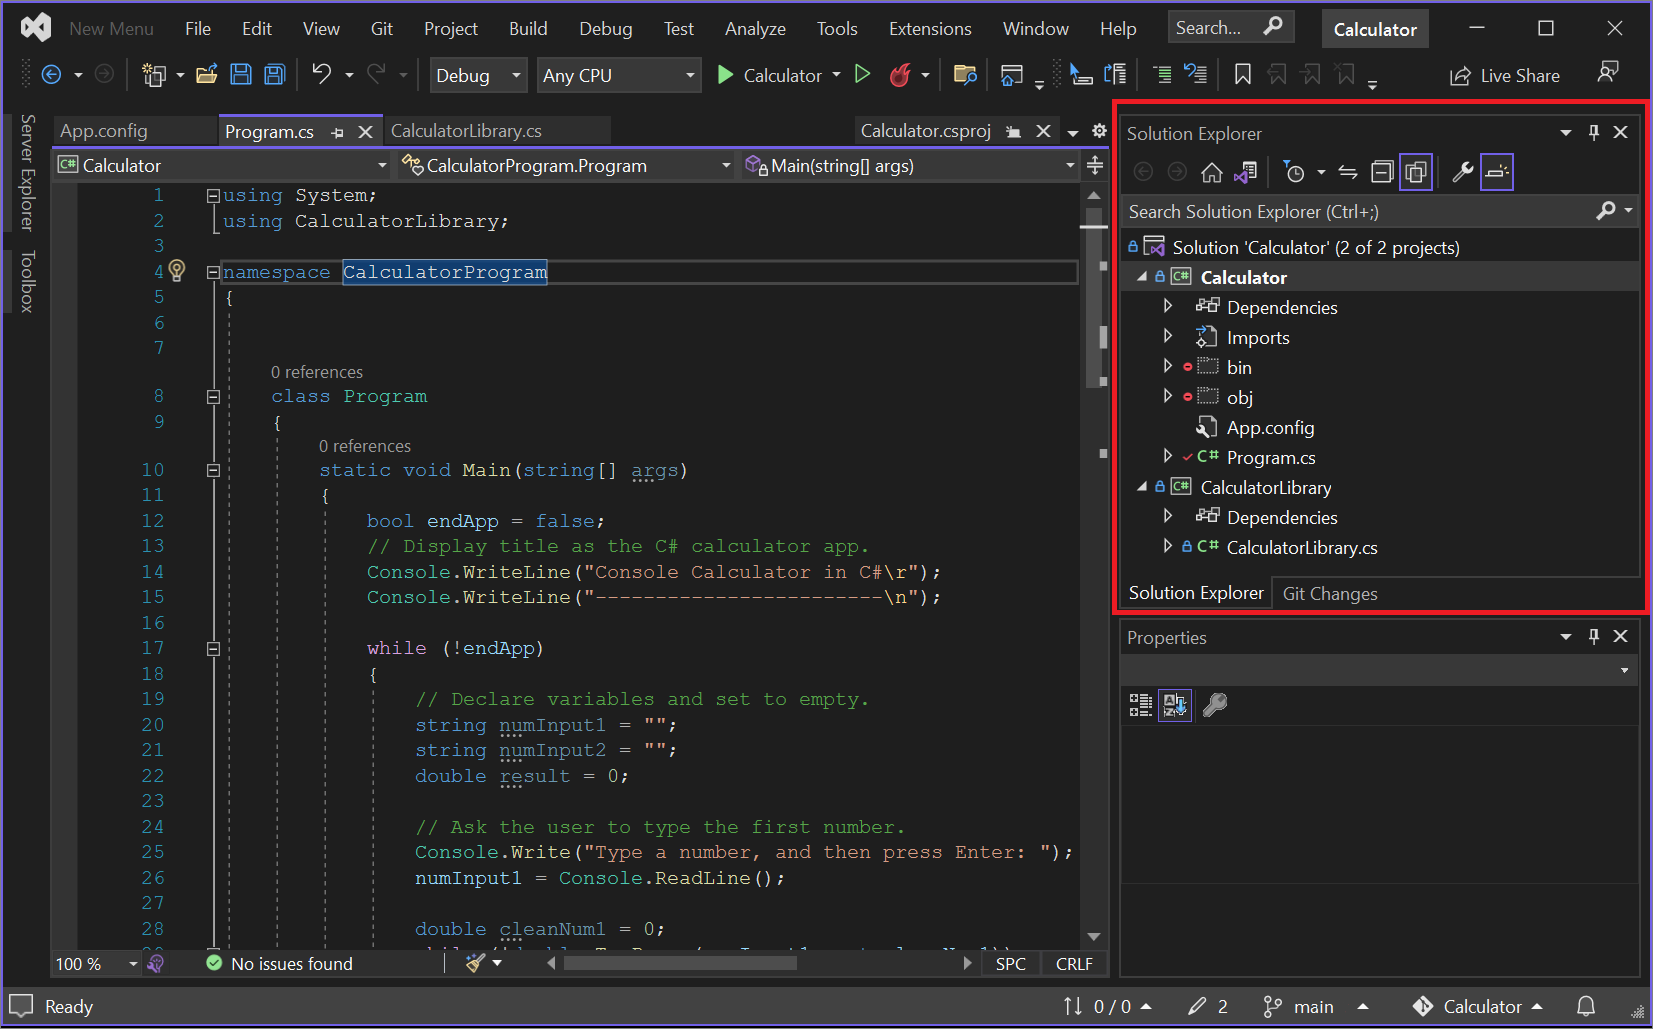 New Menu File Edit View Git Project Build Debug Test Analyze Tools Extensions Window Help Search... Calculator
Debug Any CPU Calculator Live Share
Server Explorer
Toolbox
App.config Program.cs CalculatorLibrary.cs Calculator.csproj
C# Calculator CalculatorProgram.Program Main(string[] args)
1 using System;
2 using CalculatorLibrary;
3
4 namespace CalculatorProgram
5 {
6
7
0 references
8 class Program
9 {
0 references
10 static void Main(string[] args)
11 {
12 bool endApp = false;
13 // Display title as the C# calculator app.
14 Console.WriteLine("Console Calculator in C#\r");
15 Console.WriteLine("------------------------\n");
16
17 while (!endApp)
18 {
19 // Declare variables and set to empty.
20 string numInput1 = "";
21 string numInput2 = "";
22 double result = 0;
23
24 // Ask the user to type the first number.
25 Console.Write("Type a number, and then press Enter: ");
26 numInput1 = Console.ReadLine();
27
28 double cleanNum1 = 0;
100 % No issues found SPC CRLF
Solution Explorer
Search Solution Explorer (Ctrl+;)
Solution 'Calculator' (2 of 2 projects)
C# Calculator
Dependencies
Imports
bin
obj
App.config
C# Program.cs
C# CalculatorLibrary
Dependencies
C# CalculatorLibrary.cs
Solution Explorer Git Changes
Properties
Ready 0 / 0 2 main Calculator